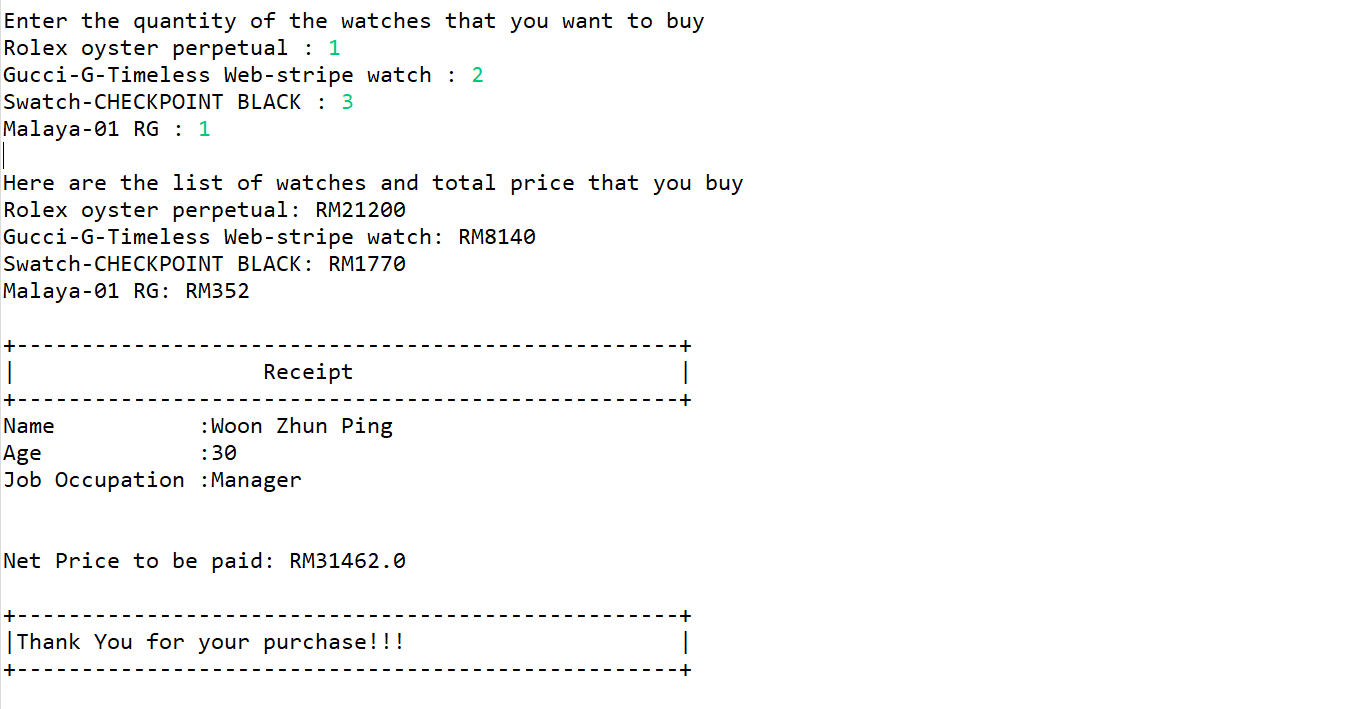 Enter the quantity of the watches that you want to buy
Rolex oyster perpetual : 1
Gucci-G-Timeless Web-stripe watch : 2
Swatch-CHECKPOINT BLACK : 3
Malaya-01 RG : 1
Here are the list of watches and total price that you buy
Rolex oyster perpetual: RM21200
Gucci-G-Timeless Web-stripe watch: RM8140
Swatch-CHECKPOINT BLACK: RM1770
Malaya-01 RG: RM352
+---------------------------------------------------+
|                   Receipt                         |
+---------------------------------------------------+
Name           :Woon Zhun Ping
Age            :30
Job Occupation :Manager
Net Price to be paid: RM31462.0
+---------------------------------------------------+
|Thank You for your purchase!!!                     |
+---------------------------------------------------+